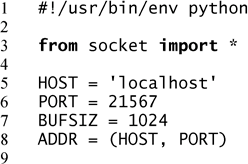 1 #!/usr/bin/env python
2
3 from socket import *
4
5 HOST = 'localhost'
6 PORT = 21567
7 BUFSIZ = 1024
8 ADDR = (HOST, PORT)
9